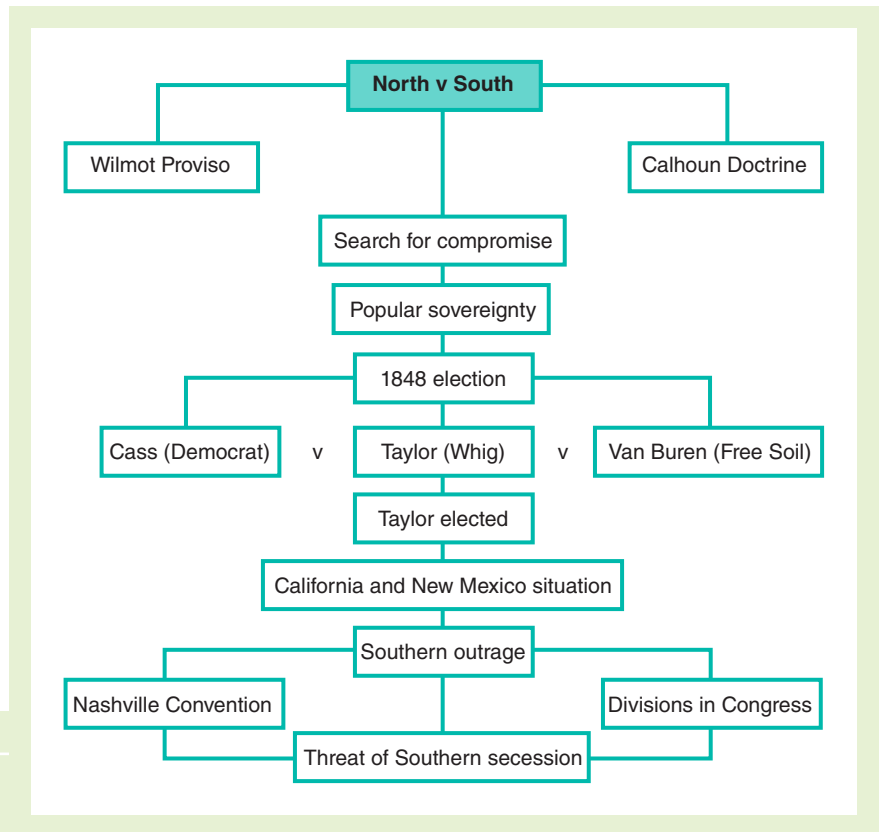 North v South
Wilmot Proviso
Calhoun Doctrine
Search for compromise
Popular sovereignty
1848 election
Cass (Democrat) v Taylor (Whig) v Van Buren (Free Soil)
Taylor elected
California and New Mexico situation
Southern outrage
Nashville Convention
Divisions in Congress
Threat of Southern secession